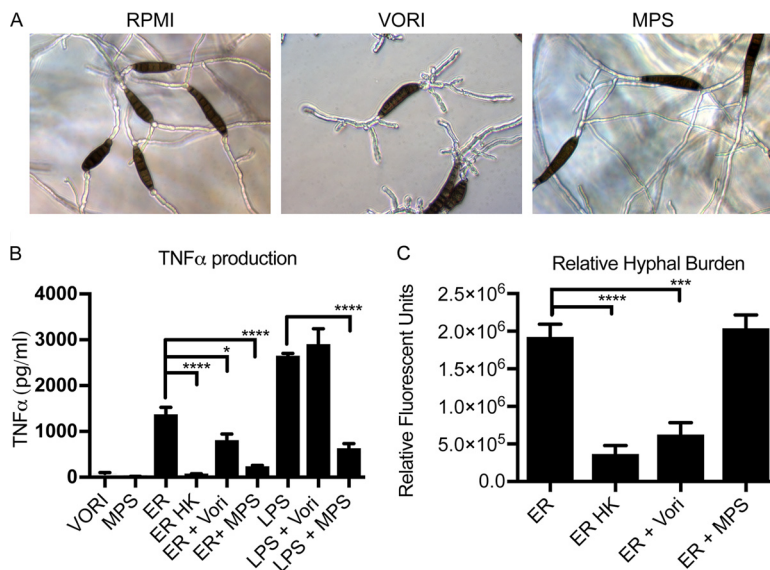 A
RPMI
VORI
MPS
B
TNFα production
TNFα (pg/ml)
4000
3000
2000
1000
0
****
*
****
****
VORI
MPS
ER
ER HK
ER + Vori
ER+ MPS
LPS
LPS + Vori
LPS + MPS
C
Relative Hyphal Burden
Relative Fluorescent Units
2.5×10⁶
2.0×10⁶
1.5×10⁶
1.0×10⁶
5.0×10⁵
0.0
***
****
ER
ER HK
ER + Vori
ER + MPS